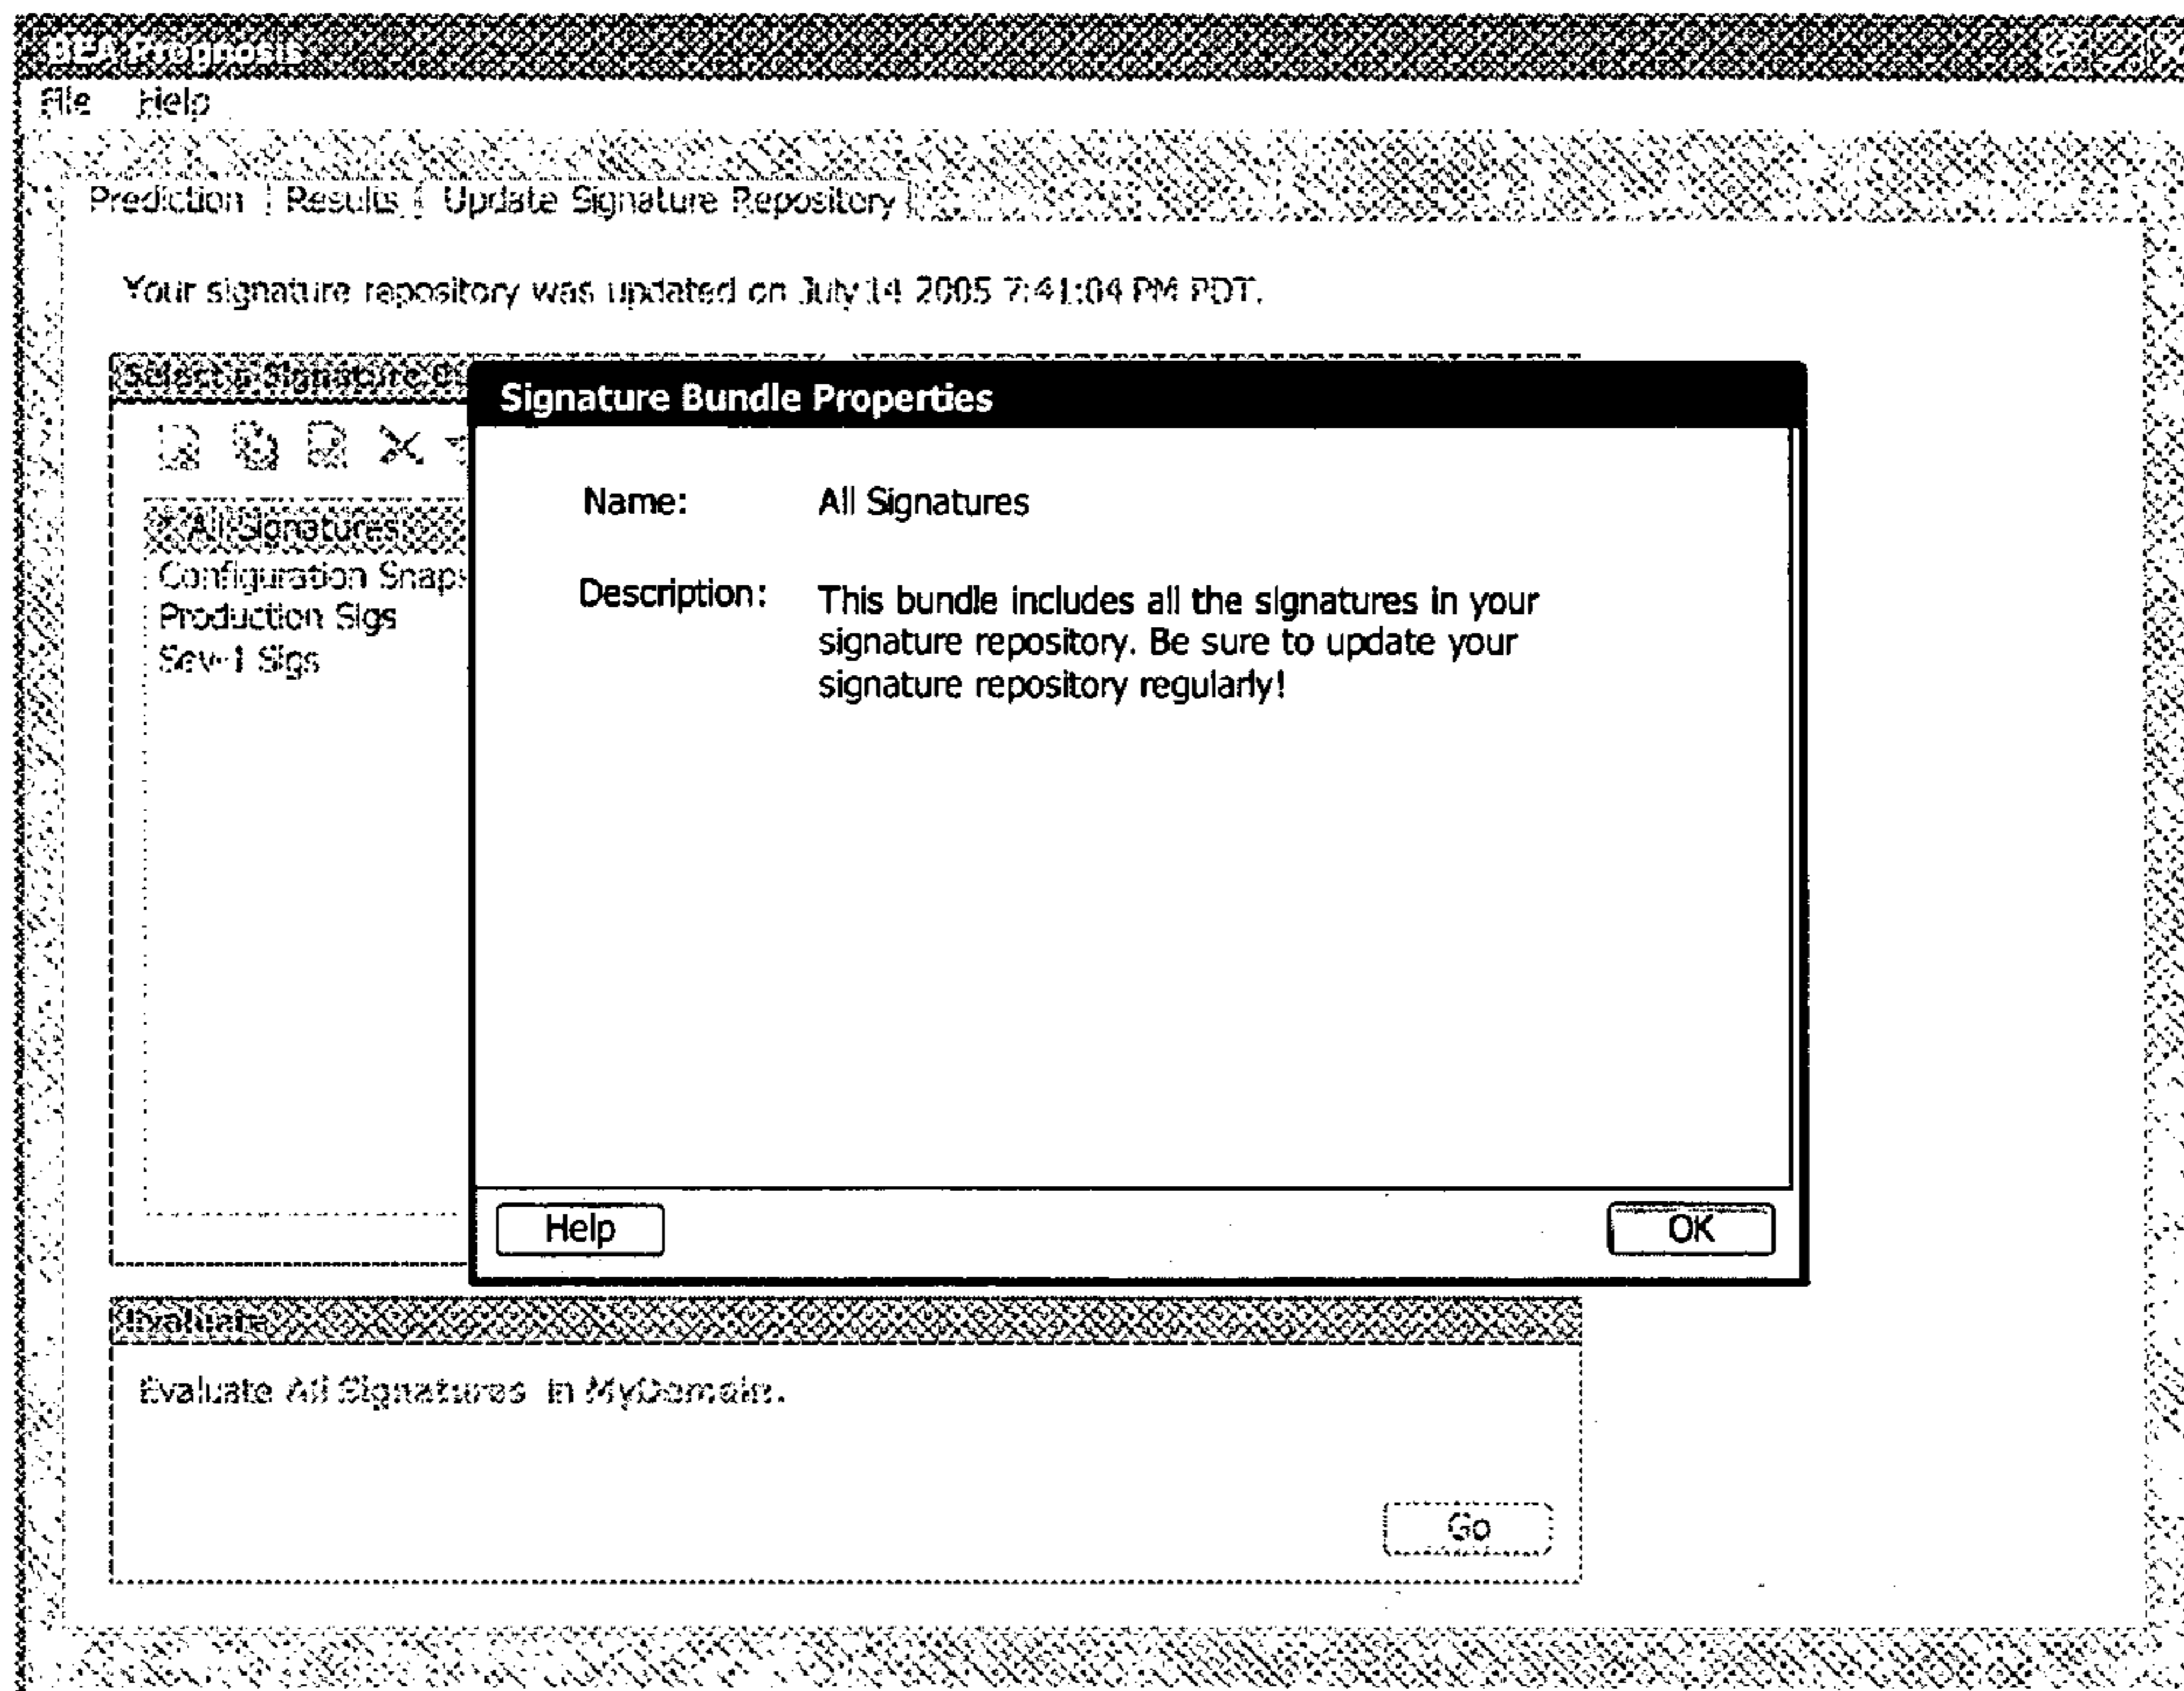 BEA Prognosis
File Help
Prediction Results Update Signature Repository
Your signature repository was updated on July 14 2005 7:41:04 PM PDT.
Select a Signature
Signature Bundle Properties
All Signatures
Configuration Snap
Production Sigs
Sev-1 Sigs
Name: All Signatures
Description: This bundle includes all the signatures in your
signature repository. Be sure to update your
signature repository regularly!
Help OK
Evaluate
Evaluate All Signatures in MyDomain.
Go